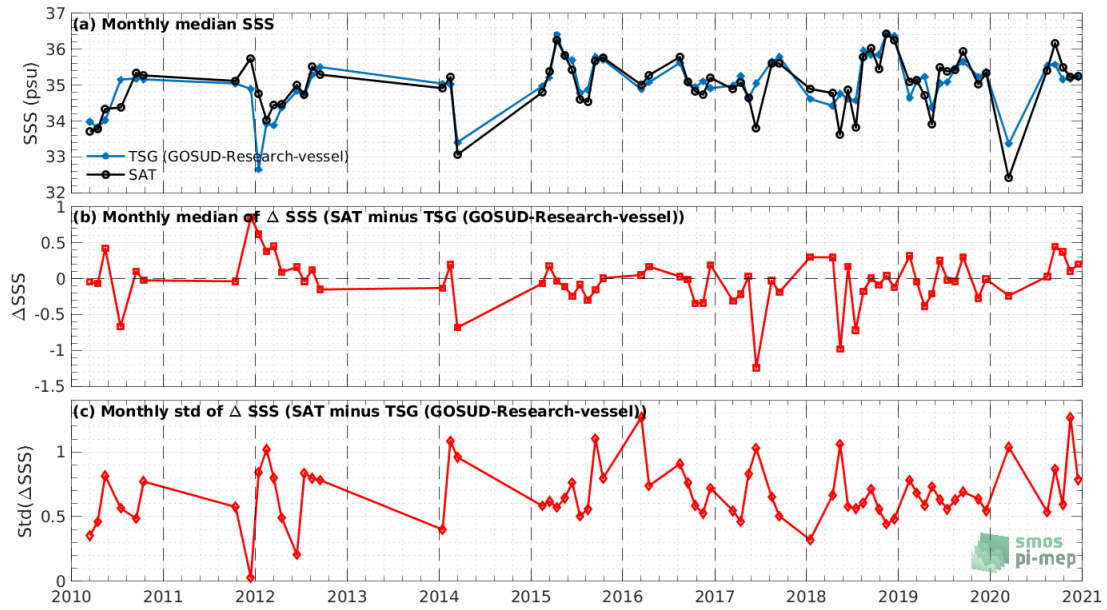 (a) Monthly median SSS
SSS (psu)
37
36
35
34
33
32
TSG (GOSUD-Research-vessel)
SAT
(b) Monthly median of Δ SSS (SAT minus TSG (GOSUD-Research-vessel))
ΔSSS
1
0.5
0
-0.5
-1
-1.5
(c) Monthly std of Δ SSS (SAT minus TSG (GOSUD-Research-vessel))
Std(ΔSSS)
1
0.5
0
2010 2011 2012 2013 2014 2015 2016 2017 2018 2019 2020 2021
smos
pi-mep